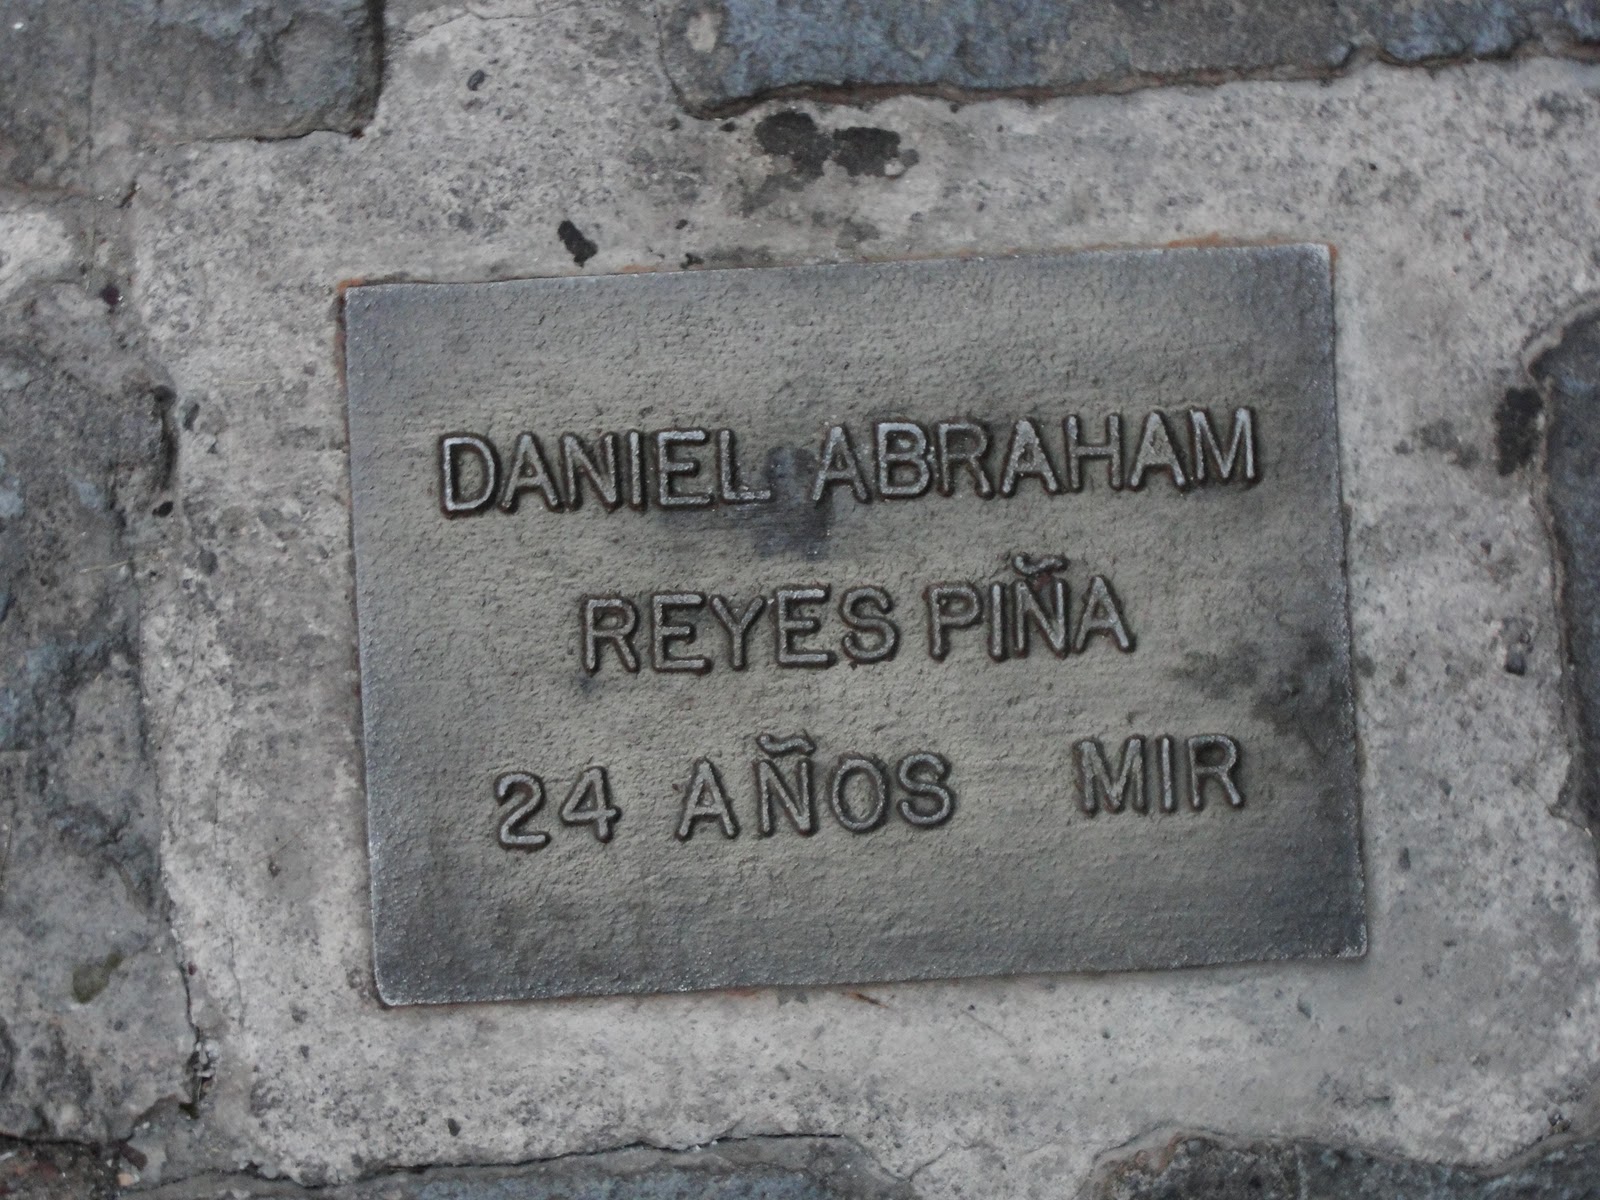 DANIEL ABRAHAM
REYES PIÑA
24 AÑOS MIR